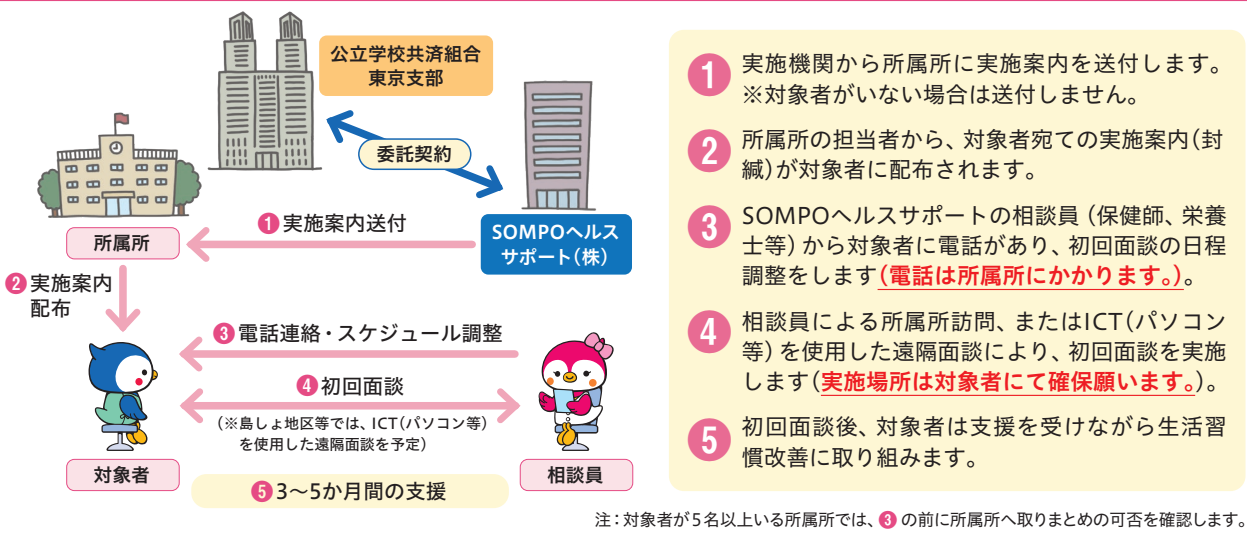 公立学校共済組合
東京支部
委託契約
❶実施案内送付
所属所
SOMPOヘルス
サポート(株)
❷実施案内
配布
❸電話連絡・スケジュール調整
❹初回面談
(※島しょ地区等では、ICT(パソコン等)
を使用した遠隔面談を予定)
対象者
相談員
❺3～5か月間の支援
❶ 実施機関から所属所に実施案内を送付します。
※対象者がいない場合は送付しません。
❷ 所属所の担当者から、対象者宛ての実施案内(封
緘)が対象者に配布されます。
❸ SOMPOヘルスサポートの相談員(保健師、栄養
士等)から対象者に電話があり、初回面談の日程
調整をします(電話は所属所にかかります。)。
❹ 相談員による所属所訪問、またはICT(パソコン
等)を使用した遠隔面談により、初回面談を実施
します(実施場所は対象者にて確保願います。)。
❺ 初回面談後、対象者は支援を受けながら生活習
慣改善に取り組みます。
注:対象者が5名以上いる所属所では、❸の前に所属所へ取りまとめの可否を確認します。